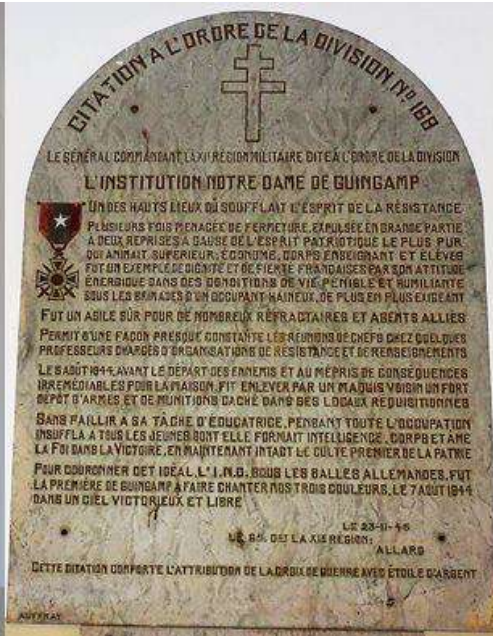 CITATION A L'ORDRE DE LA DIVISION Nº 168
LE GÉNÉRAL COMMANDANT LA XIº RÉGION MILITAIRE CITE A L'ORDRE DE LA DIVISION
L'INSTITUTION NOTRE DAME DE GUINGAMP
UN DES HAUTS LIEUX OÙ SOUFFLAIT L'ESPRIT DE LA RÉSISTANCE
PLUSIEURS FOIS MENACÉE DE FERMETURE, EXPULSÉE EN GRANDE PARTIE
A DEUX REPRISES A CAUSE DE L'ESPRIT PATRIOTIQUE LE PLUS PUR
QUI ANIMAIT SUPÉRIEUR, ÉCONOME, CORPS ENSEIGNANT ET ÉLÈVES
FUT UN EXEMPLE DE DIGNITÉ ET DE FIERTÉ FRANÇAISES PAR SON ATTITUDE
ÉNERGIQUE DANS DES CONDITIONS DE VIE PÉNIBLE ET HUMILIANTE
SOUS LES BRIMADES D'UN OCCUPANT HAINEUX, DE PLUS EN PLUS EXIGEANT
FUT UN ASILE SÛR POUR DE NOMBREUX RÉFRACTAIRES ET AGENTS ALLIÉS
PERMIT D'UNE FAÇON PRESQUE CONSTANTE LES RÉUNIONS DE CHEFS CHEZ QUELQUES
PROFESSEURS CHARGÉS D'ORGANISATIONS DE RÉSISTANCE ET DE RENSEIGNEMENTS
LE 5 AOÛT 1944, AVANT LE DÉPART DES ENNEMIS ET AU MÉPRIS DE CONSÉQUENCES
IRRÉMÉDIABLES POUR LA MAISON, FIT ENLEVER PAR UN MAQUIS VOISIN UN FORT
DÉPÔT D'ARMES ET DE MUNITIONS CACHÉ DANS SES LOCAUX RÉQUISITIONNÉS
SANS FAILLIR A SA TÂCHE D'ÉDUCATRICE, PENDANT TOUTE L'OCCUPATION
INSUFFLA A TOUS LES JEUNES DONT ELLE FORMAIT INTELLIGENCE, CORPS ET AME
LA FOI DANS LA VICTOIRE, EN MAINTENANT INTACT LE CULTE PREMIER DE LA PATRIE
POUR COURONNER CET IDÉAL, L'I.N.D. SOUS LES BALLES ALLEMANDES, FUT
LA PREMIÈRE DE GUINGAMP A FAIRE CHANTER NOS TROIS COULEURS, LE 7 AOUT 1944
DANS UN CIEL VICTORIEUX ET LIBRE
LE 23-11-45
LE Gal DE LA XIE RÉGION:
ALLARD
CETTE CITATION COMPORTE L'ATTRIBUTION DE LA CROIX DE GUERRE AVEC ÉTOILE D'ARGENT
AUFFRAY